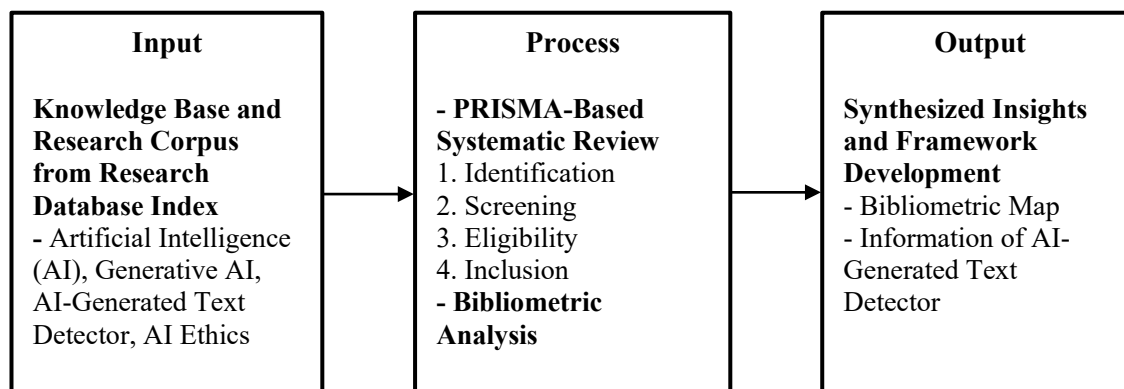 Input
Knowledge Base and
Research Corpus
from Research
Database Index
- Artificial Intelligence
(AI), Generative AI,
AI-Generated Text
Detector, AI Ethics
Process
- PRISMA-Based
Systematic Review
1. Identification
2. Screening
3. Eligibility
4. Inclusion
- Bibliometric
Analysis
Output
Synthesized Insights
and Framework
Development
- Bibliometric Map
- Information of AI-
Generated Text
Detector